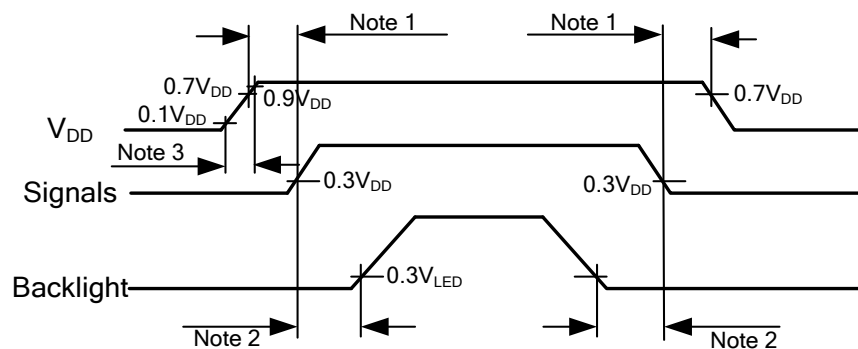 Note 1
Note 1
0.7VDD
0.9VDD
0.7VDD
0.1VDD
VDD
Note 3
0.3VDD
0.3VDD
Signals
0.3VLED
Backlight
Note 2
Note 2